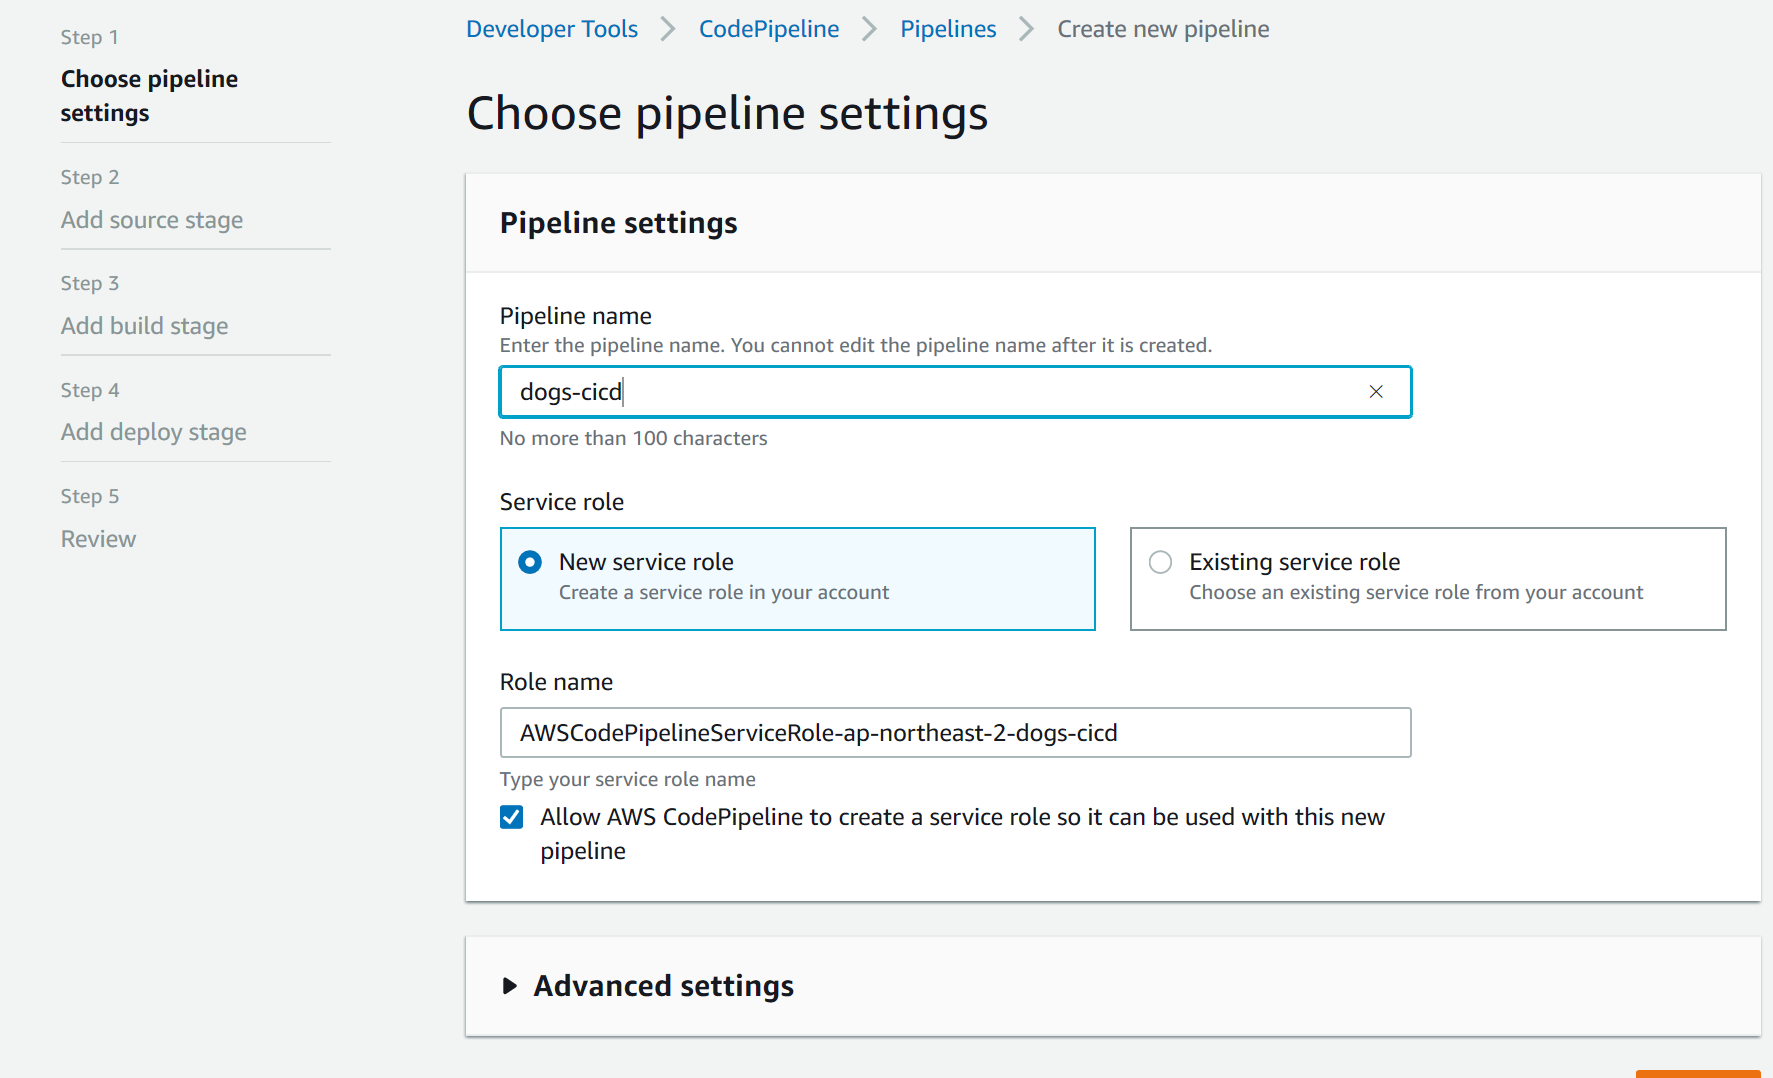 Step 1
Choose pipeline
settings
Step 2
Add source stage
Step 3
Add build stage
Step 4
Add deploy stage
Step 5
Review
Developer Tools
CodePipeline
Pipelines
Create new pipeline
Choose pipeline settings
Pipeline settings
Pipeline name
Enter the pipeline name. You cannot edit the pipeline name after it is created.
dogs-cicd
No more than 100 characters
Service role
New service role
Create a service role in your account
Existing service role
Choose an existing service role from your account
Role name
AWSCodePipelineServiceRole-ap-northeast-2-dogs-cicd
Type your service role name
Allow AWS CodePipeline to create a service role so it can be used with this new
pipeline
Advanced settings